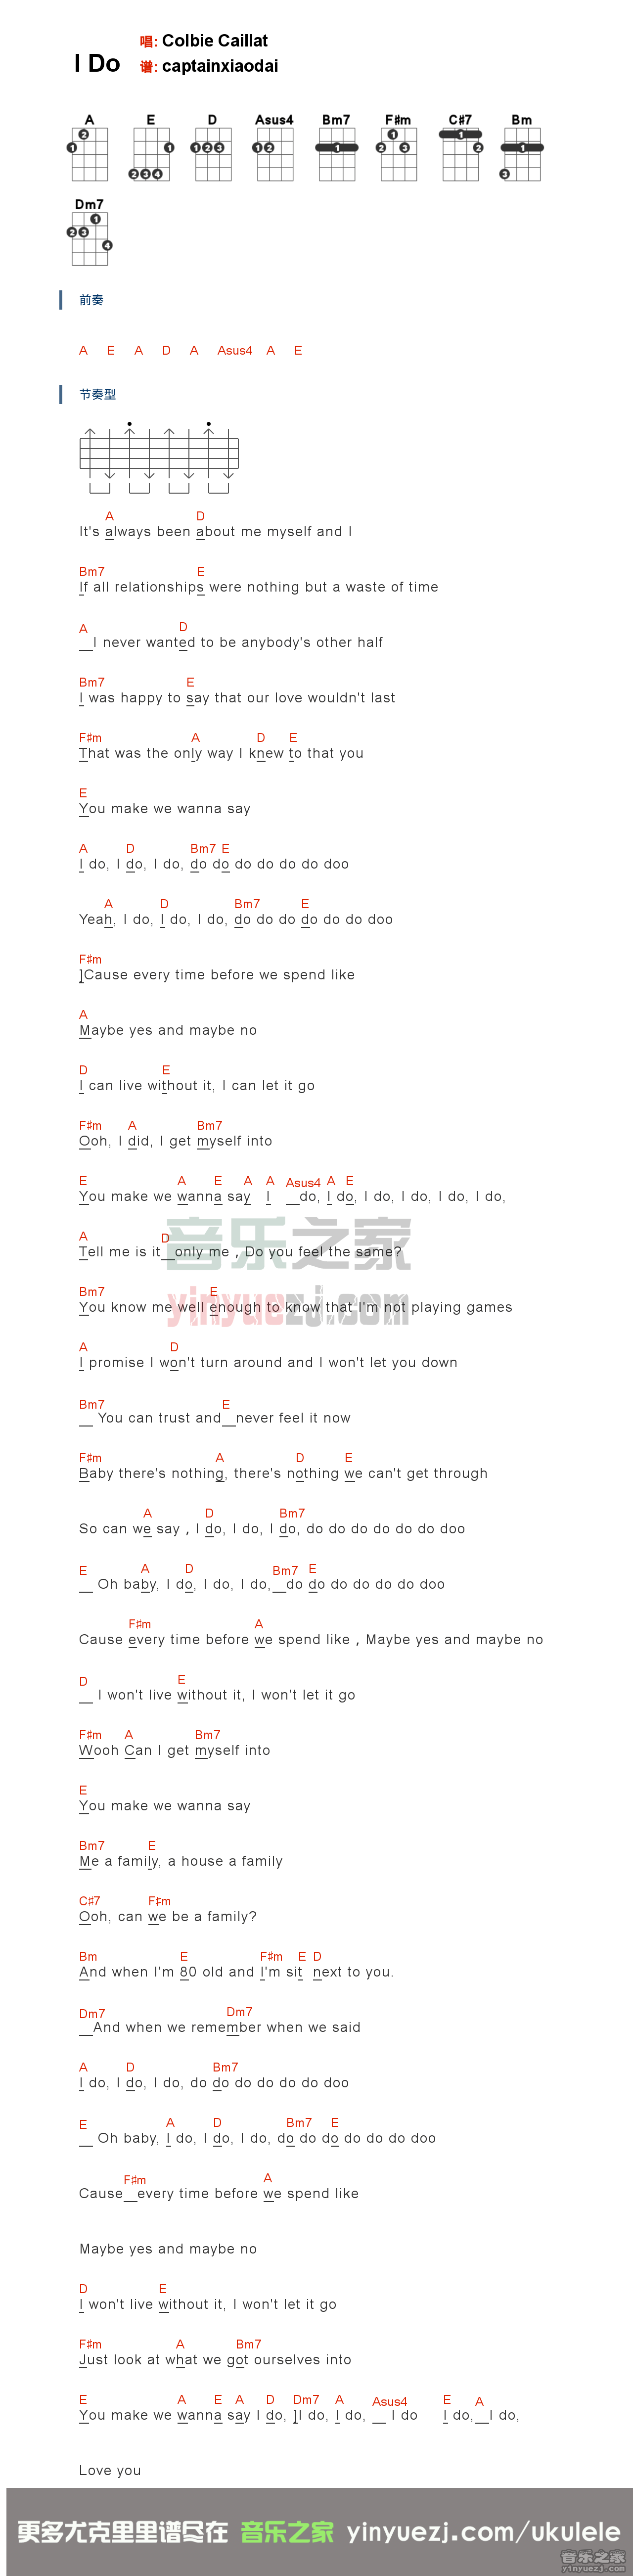 I Do
唱: Colbie Caillat
谱: captainxiaodai
A E D Asus4 Bm7 F♯m C♯7 Bm
Dm7
前奏
A E A D A Asus4 A E
节奏型
A D
It's always been about me myself and I
Bm7 E
If all relationships were nothing but a waste of time
A D
__I never wanted to be anybody's other half
Bm7 E
I was happy to say that our love wouldn't last
F♯m A D E
That was the only way I knew to that you
E
You make we wanna say
A D Bm7 E
I do, I do, I do, do do do do do do doo
A D Bm7 E
Yeah, I do, I do, I do, do do do do do do doo
F♯m
]Cause every time before we spend like
A
Maybe yes and maybe no
D E
I can live without it, I can let it go
F♯m A Bm7
Ooh, I did, I get myself into
E A E A A Asus4 A E
You make we wanna say I __do, I do, I do, I do, I do, I do,
A D
Tell me is it__only me , Do you feel the same?
音乐之家
yinyuezj.com
Bm7 E
You know me well enough to know that I'm not playing games
A D
I promise I won't turn around and I won't let you down
Bm7 E
__ You can trust and__never feel it now
F♯m A D E
Baby there's nothing, there's nothing we can't get through
A D Bm7
So can we say , I do, I do, I do, do do do do do do doo
E A D Bm7 E
__ Oh baby, I do, I do, I do,__do do do do do do doo
F♯m A
Cause every time before we spend like , Maybe yes and maybe no
D E
__ I won't live without it, I won't let it go
F♯m A Bm7
Wooh Can I get myself into
E
You make we wanna say
Bm7 E
Me a family, a house a family
C♯7 F♯m
Ooh, can we be a family?
Bm E F♯m E D
And when I'm 80 old and I'm sit next to you.
Dm7 Dm7
__And when we remember when we said
A D Bm7
I do, I do, I do, do do do do do do doo
E A D Bm7 E
__ Oh baby, I do, I do, I do, do do do do do do doo
F♯m A
Cause__every time before we spend like
Maybe yes and maybe no
D E
I won't live without it, I won't let it go
F♯m A Bm7
Just look at what we got ourselves into
E A E A D Dm7 A Asus4 E A
You make we wanna say I do, ]I do, I do, __ I do I do,__I do,
Love you
更多尤克里里谱尽在 音乐之家 yinyuezj.com/ukulele
音乐之家
yinyuezj.com